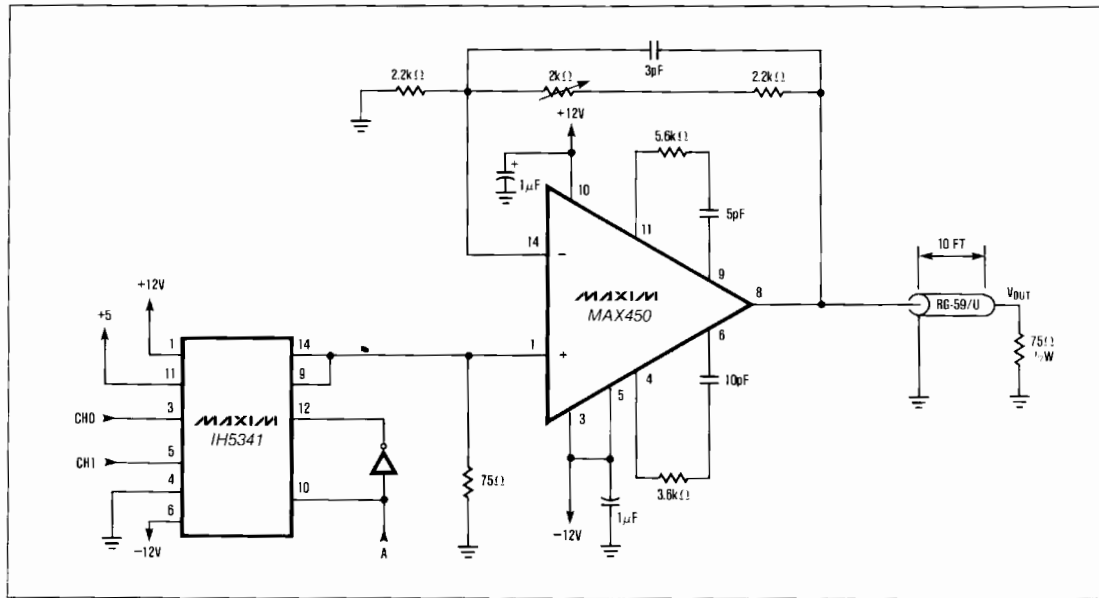 3pF
2.2kΩ
2kΩ
2.2kΩ
+12V
5.6kΩ
+
1μF
10
11
5pF
14
−
9
MAXIM
MAX450
8
10 FT
RG-59/U
VOUT
75Ω
½W
+12V
+5
1
14
1
+
6
11
9
4
10pF
MAXIM
IH5341
12
5
3
CH0
3
CH1
5
75Ω
3.6kΩ
4
10
1μF
6
−12V
A
−12V